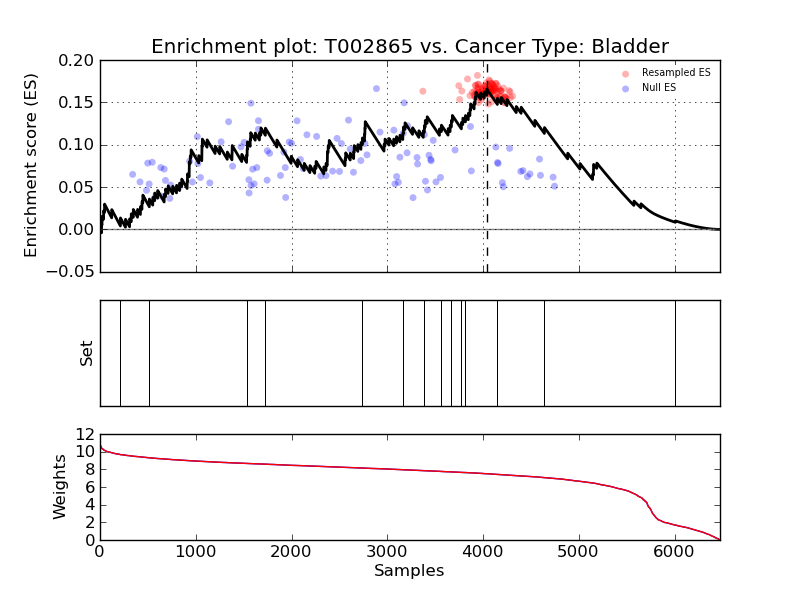 Enrichment plot: T002865 vs. Cancer Type: Bladder
Enrichment score (ES)
0.20
0.15
0.10
0.05
0.00
−0.05
Resampled ES
Null ES
Set
Weights
12
10
8
6
4
2
0
0 1000 2000 3000 4000 5000 6000
Samples